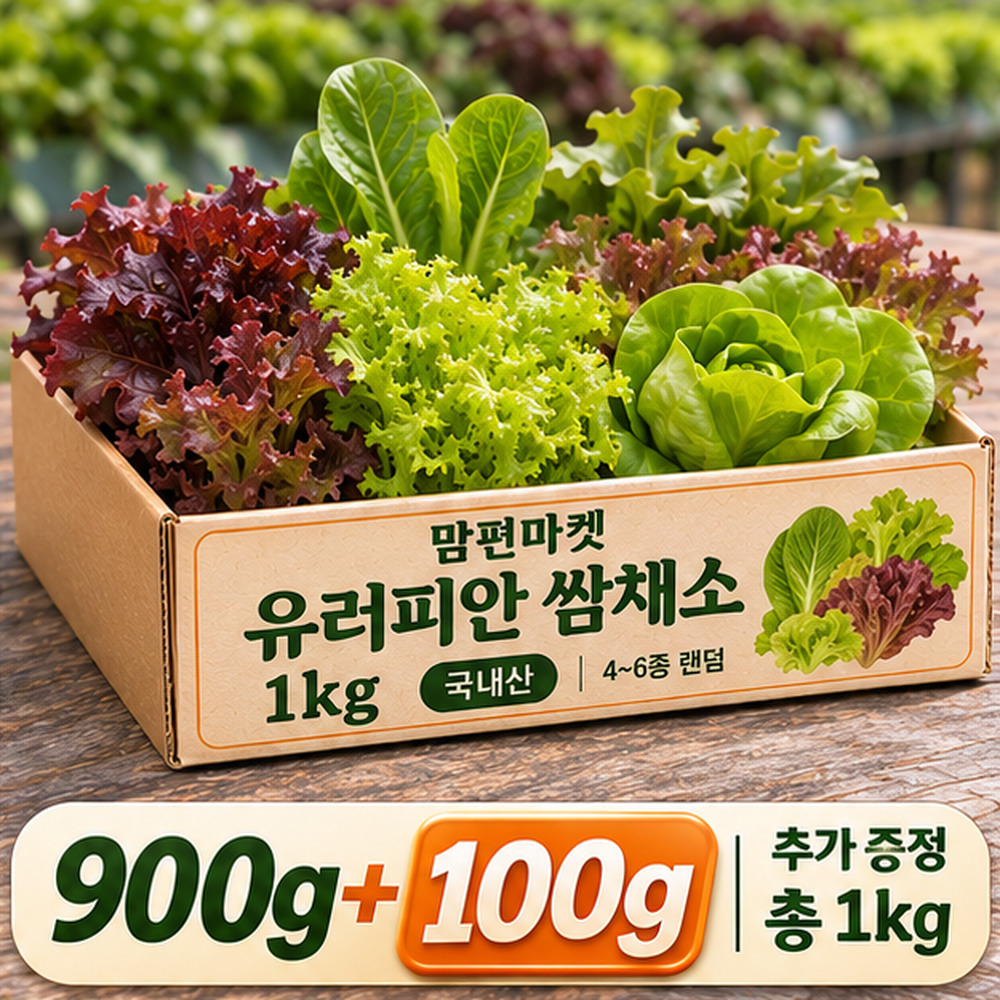 맘편마켓
유러피안 쌈채소
1kg 국내산 | 4~6종 랜덤
900g+100g
추가 증정
총 1kg